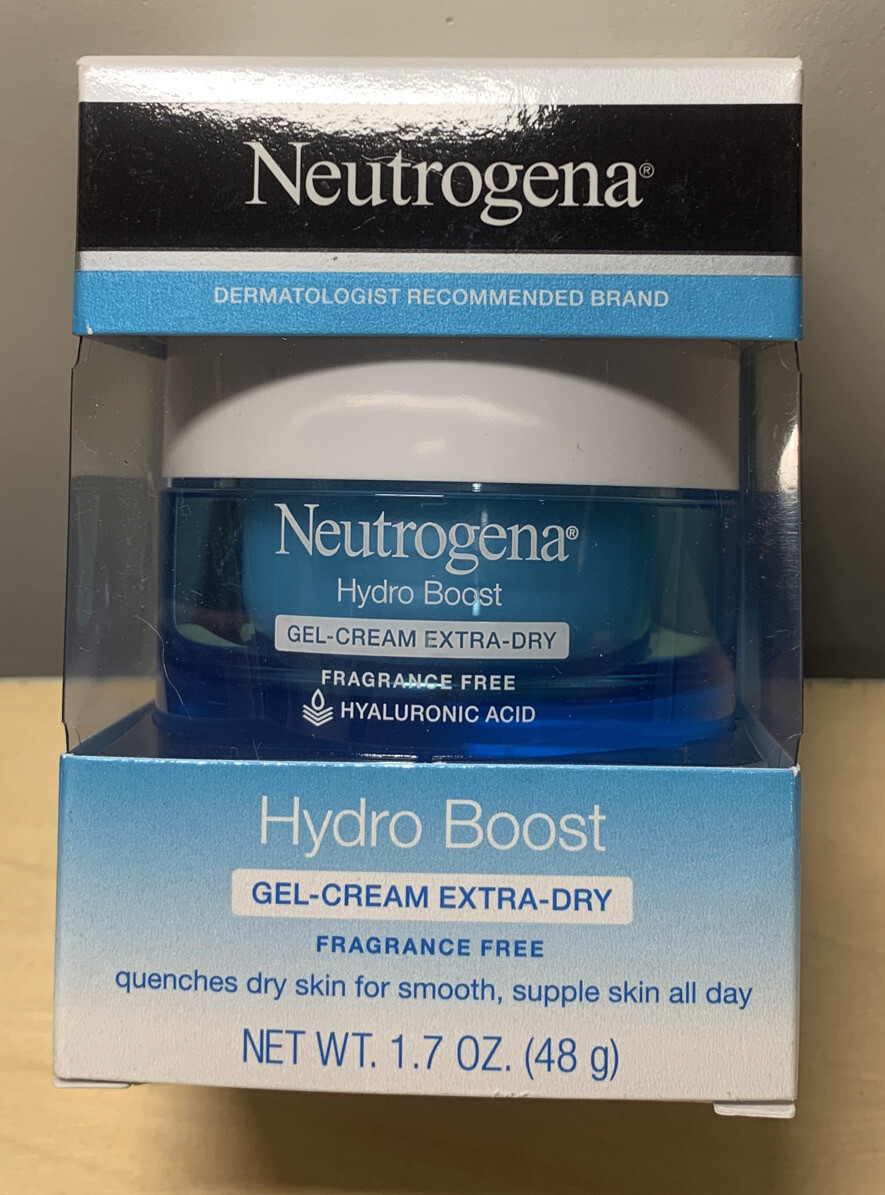 Neutrogena®
DERMATOLOGIST RECOMMENDED BRAND
Neutrogena®
Hydro Boost
GEL-CREAM EXTRA-DRY
FRAGRANCE FREE
HYALURONIC ACID
Hydro Boost
GEL-CREAM EXTRA-DRY
FRAGRANCE FREE
quenches dry skin for smooth, supple skin all day
NET WT. 1.7 OZ. (48 g)